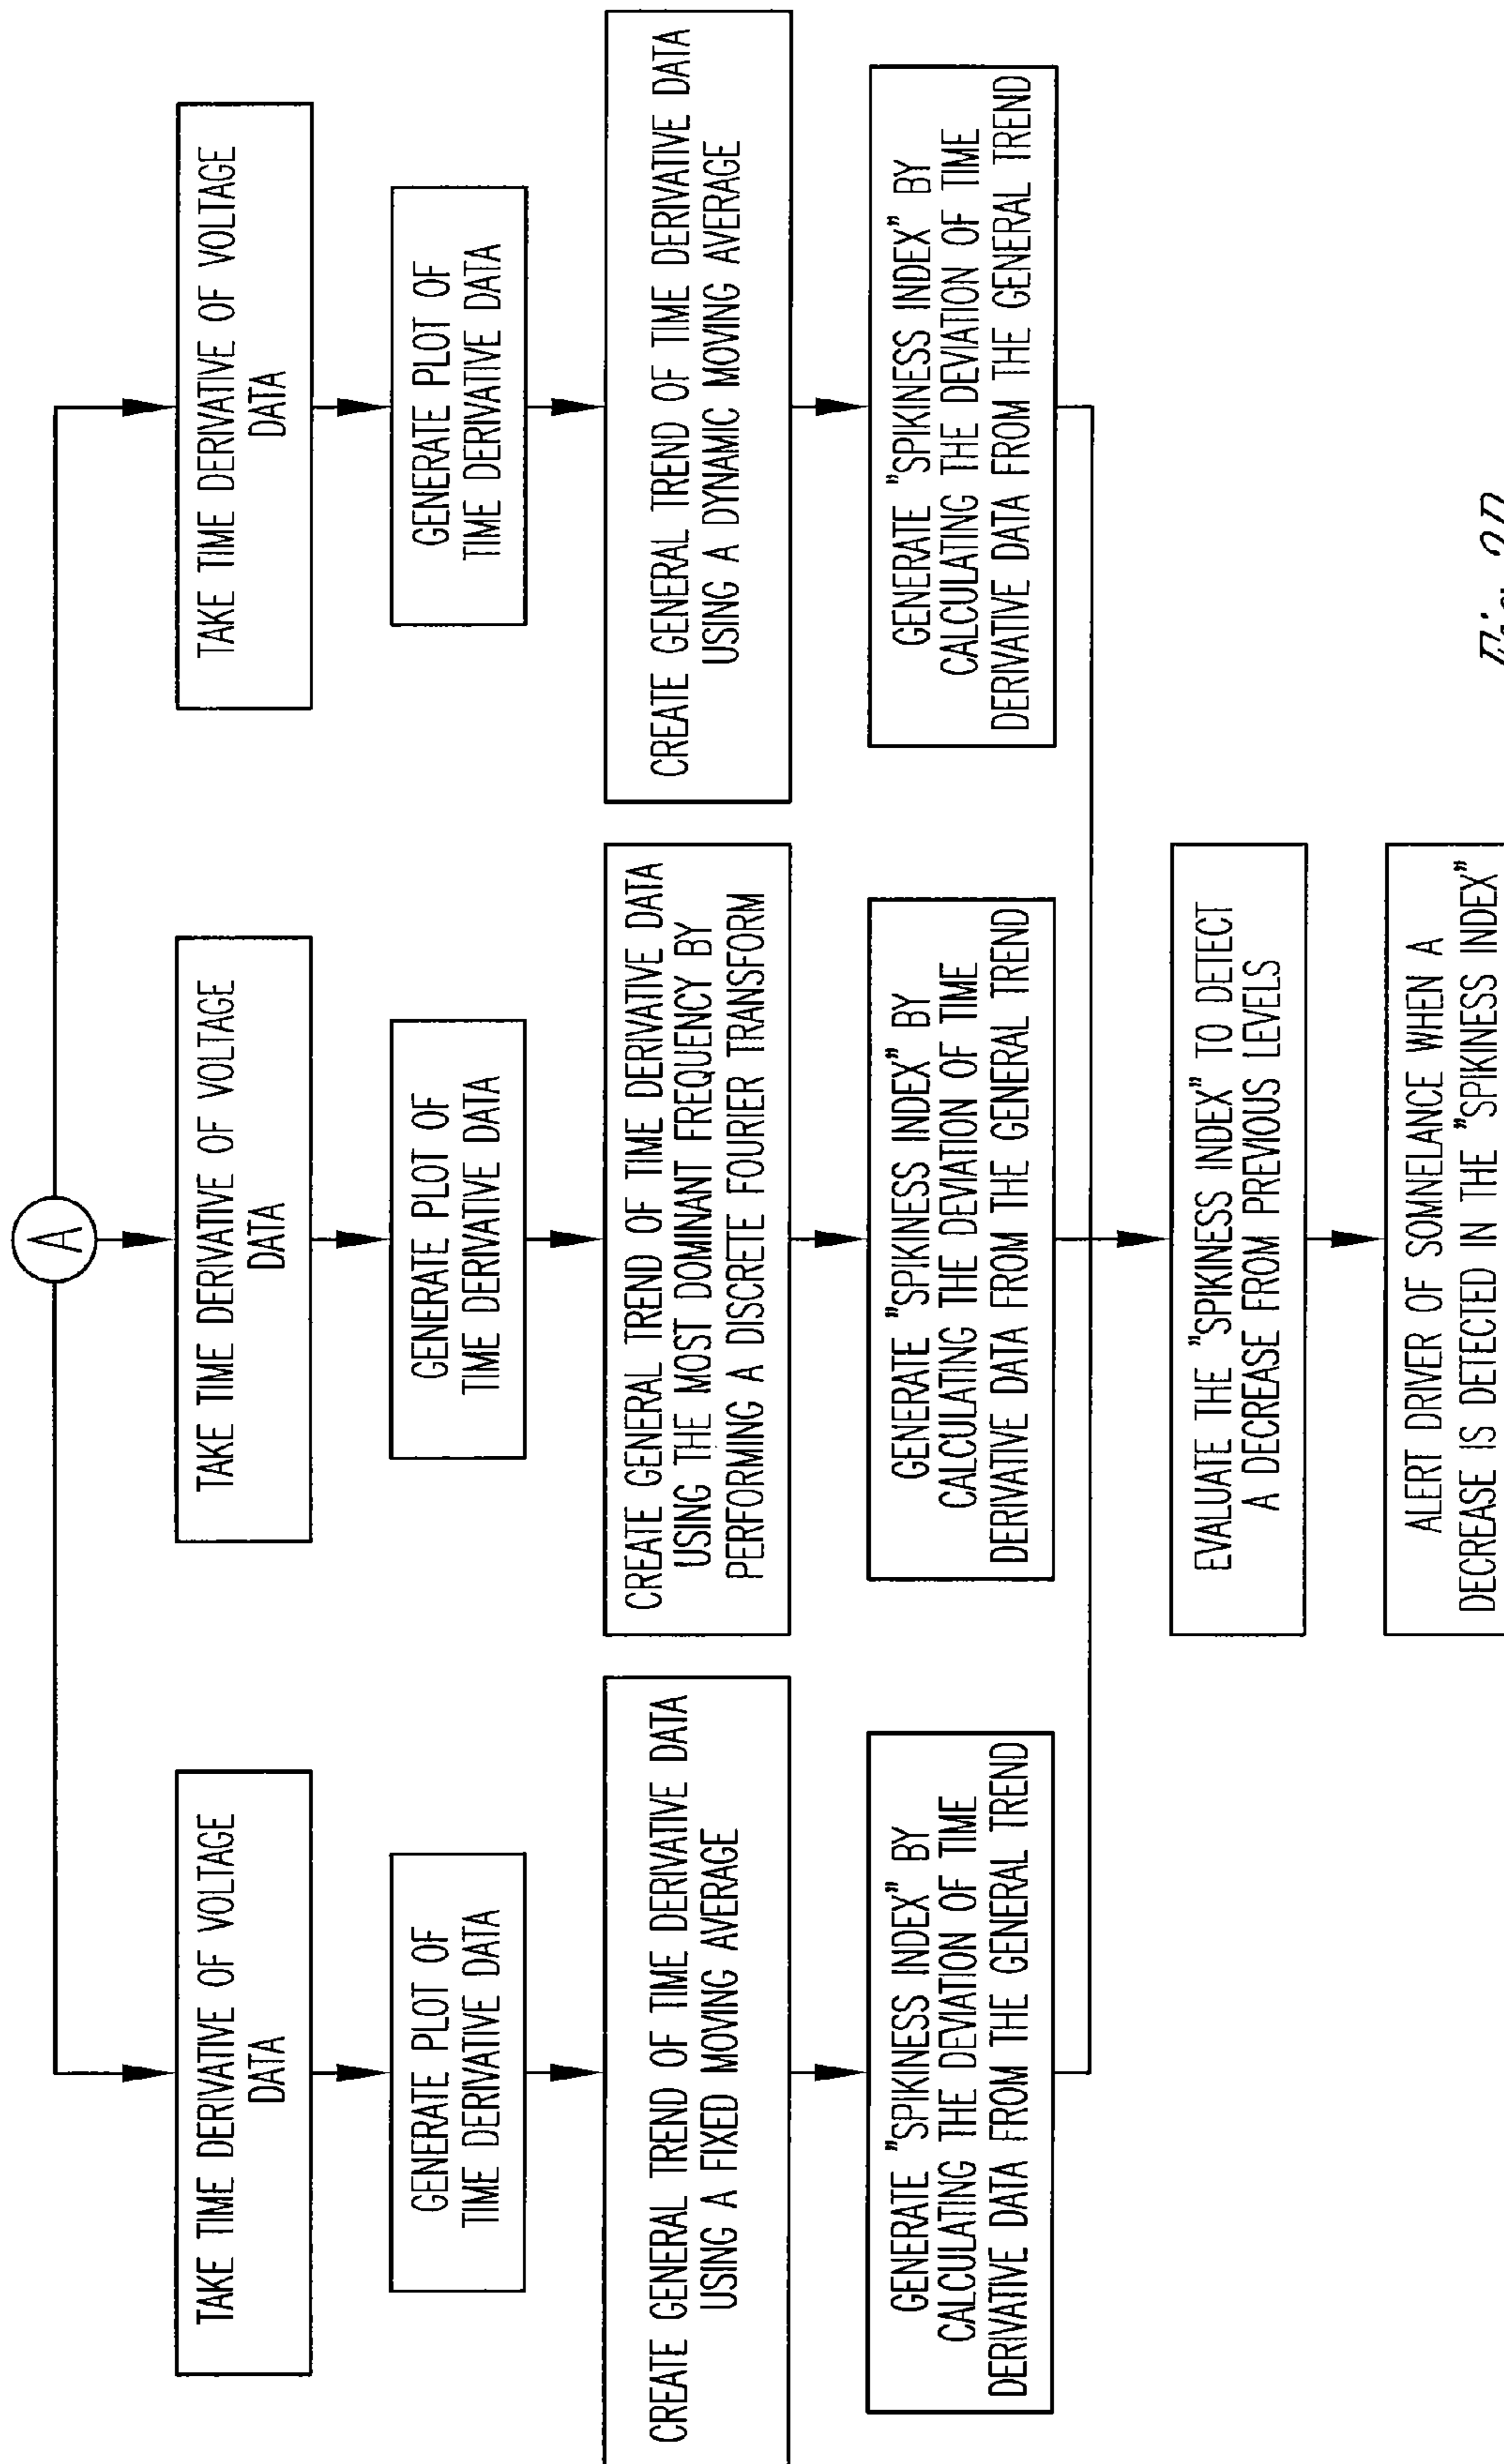 A
TAKE TIME DERIVATIVE OF VOLTAGE
DATA
GENERATE PLOT OF
TIME DERIVATIVE DATA
CREATE GENERAL TREND OF TIME DERIVATIVE DATA
USING A FIXED MOVING AVERAGE
GENERATE "SPIKINESS INDEX" BY
CALCULATING THE DEVIATION OF TIME
DERIVATIVE DATA FROM THE GENERAL TREND
TAKE TIME DERIVATIVE OF VOLTAGE
DATA
GENERATE PLOT OF
TIME DERIVATIVE DATA
CREATE GENERAL TREND OF TIME DERIVATIVE DATA
USING THE MOST DOMINANT FREQUENCY BY
PERFORMING A DISCRETE FOURIER TRANSFORM
GENERATE "SPIKINESS INDEX" BY
CALCULATING THE DEVIATION OF TIME
DERIVATIVE DATA FROM THE GENERAL TREND
TAKE TIME DERIVATIVE OF VOLTAGE
DATA
GENERATE PLOT OF
TIME DERIVATIVE DATA
CREATE GENERAL TREND OF TIME DERIVATIVE DATA
USING A DYNAMIC MOVING AVERAGE
GENERATE "SPIKINESS INDEX" BY
CALCULATING THE DEVIATION OF TIME
DERIVATIVE DATA FROM THE GENERAL TREND
EVALUATE THE "SPIKINESS INDEX" TO DETECT
A DECREASE FROM PREVIOUS LEVELS
ALERT DRIVER OF SOMNELANCE WHEN A
DECREASE IS DETECTED IN THE "SPIKINESS INDEX"